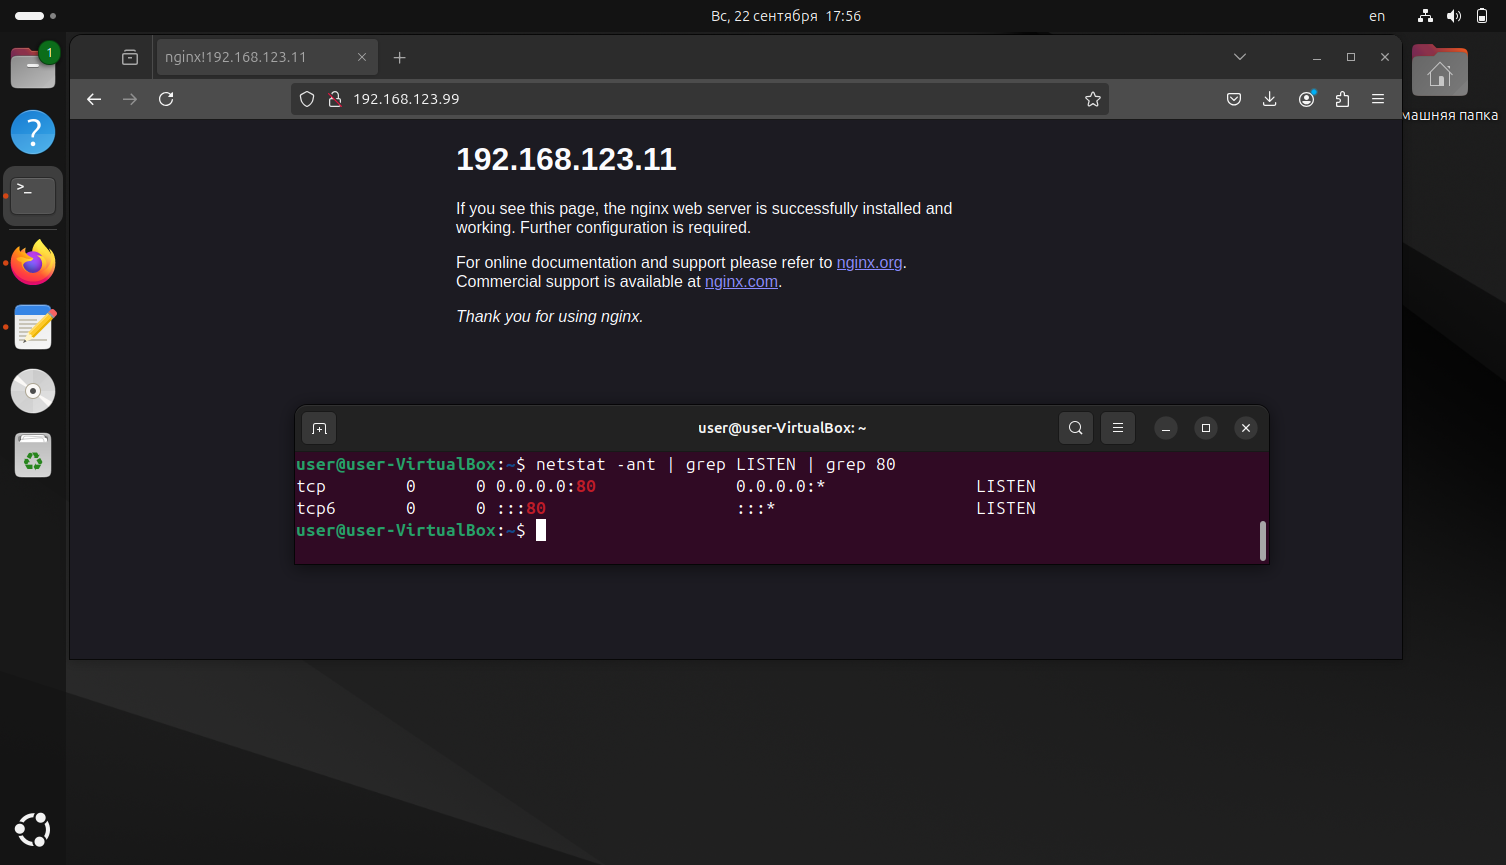 Вс, 22 сентября 17:56
en
1
nginx!192.168.123.11
192.168.123.99
машняя папка
192.168.123.11
If you see this page, the nginx web server is successfully installed and
working. Further configuration is required.
For online documentation and support please refer to nginx.org.
Commercial support is available at nginx.com.
Thank you for using nginx.
user@user-VirtualBox: ~
user@user-VirtualBox:~$ netstat -ant | grep LISTEN | grep 80
tcp 0 0 0.0.0.0:80 0.0.0.0:* LISTEN
tcp6 0 0 :::80 :::* LISTEN
user@user-VirtualBox:~$